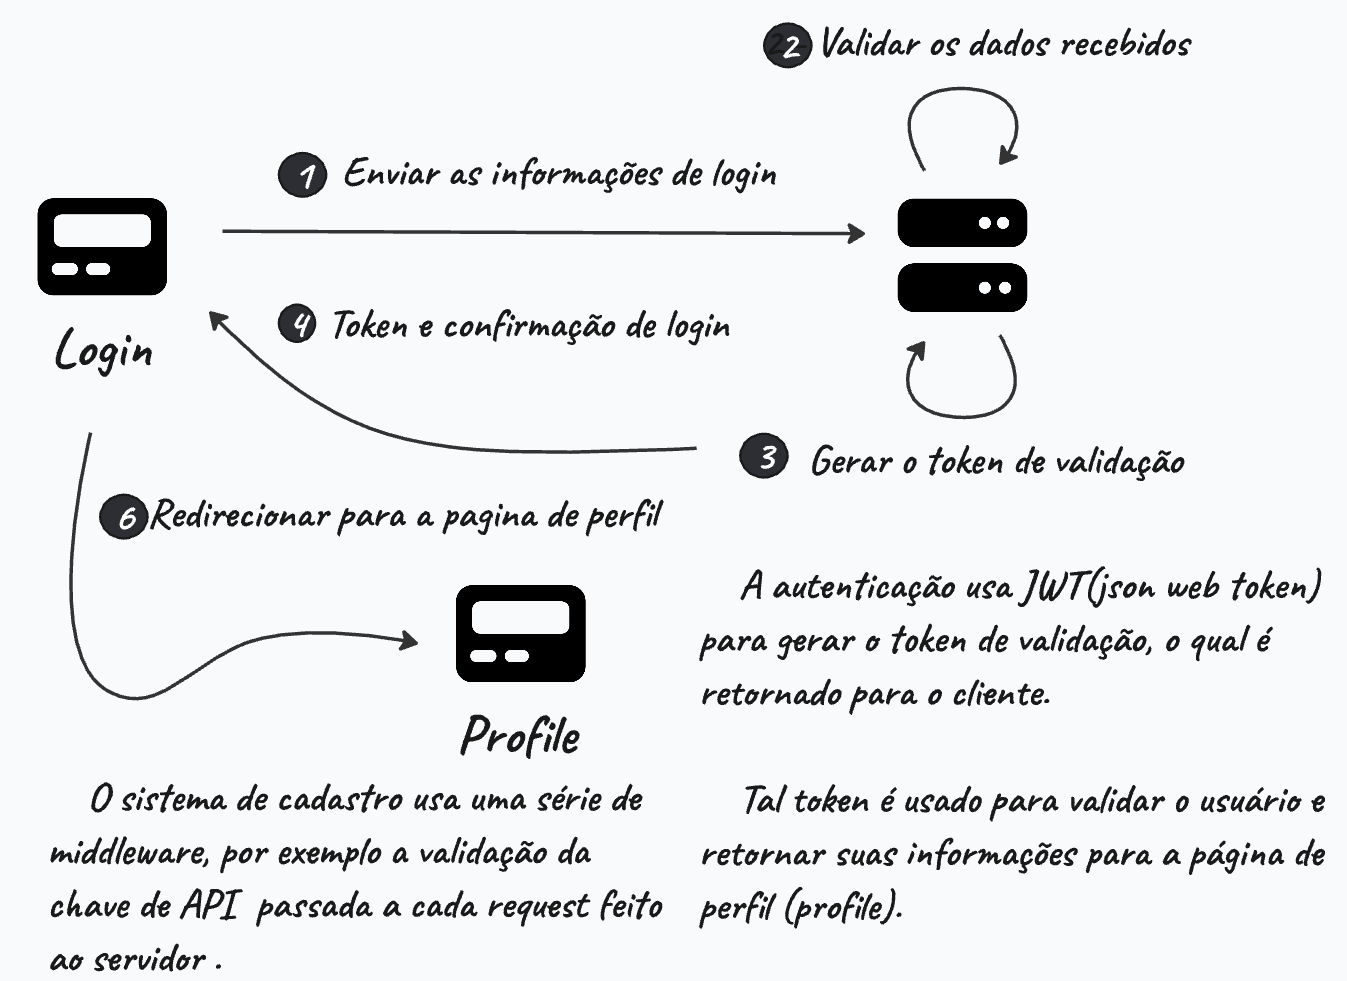 2 Validar os dados recebidos
1 Enviar as informações de login
Login
4 Token e confirmação de login
3 Gerar o token de validação
6 Redirecionar para a pagina de perfil
Profile
A autenticação usa JWT(json web token)
para gerar o token de validação, o qual é
retornado para o cliente.
O sistema de cadastro usa uma série de
middleware, por exemplo a validação da
chave de API passada a cada request feito
ao servidor .
Tal token é usado para validar o usuário e
retornar suas informações para a página de
perfil (profile).